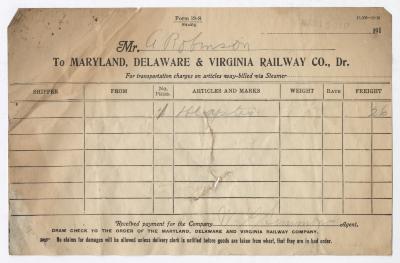 Form 39-S
191
Mr. A Robinson
To MARYLAND, DELAWARE & VIRGINIA RAILWAY CO., Dr.
For transportation charges on articles way-billed via Steamer
SHIPPER FROM No. Pieces. ARTICLES AND MARKS WEIGHT RATE FREIGHT
1 26
Received payment for the Company Agent.
DRAW CHECK TO THE ORDER OF THE MARYLAND, DELAWARE AND VIRGINIA RAILWAY COMPANY.
No claims for damages will be allowed unless delivery clerk is notified before goods are taken from wharf, that they are in bad order.